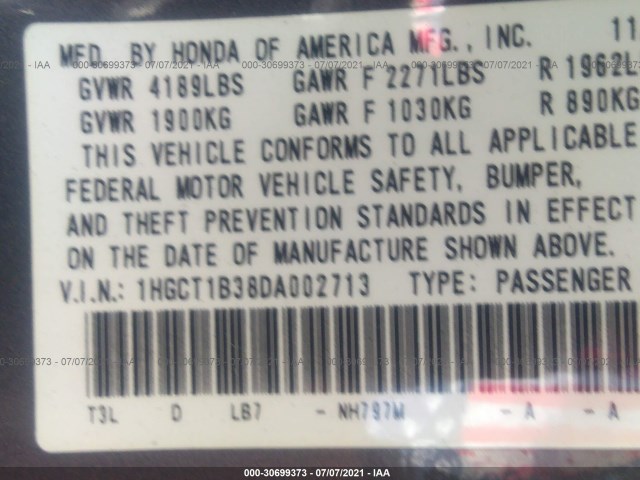 MFD. BY HONDA OF AMERICA MFG., INC. 11
GVWR 4189LBS GAWR F 2271LBS R 1962L
GVWR 1900KG GAWR F 1030KG R 890KG
THIS VEHICLE CONFORMS TO ALL APPLICABLE
FEDERAL MOTOR VEHICLE SAFETY, BUMPER,
AND THEFT PREVENTION STANDARDS IN EFFECT
ON THE DATE OF MANUFACTURE SHOWN ABOVE.
V.I.N.: 1HGCT1B38DA002713 TYPE: PASSENGER
T3L D LB7 - NH797M - A - A
000-30699373 - 07/07/2021 - IAA